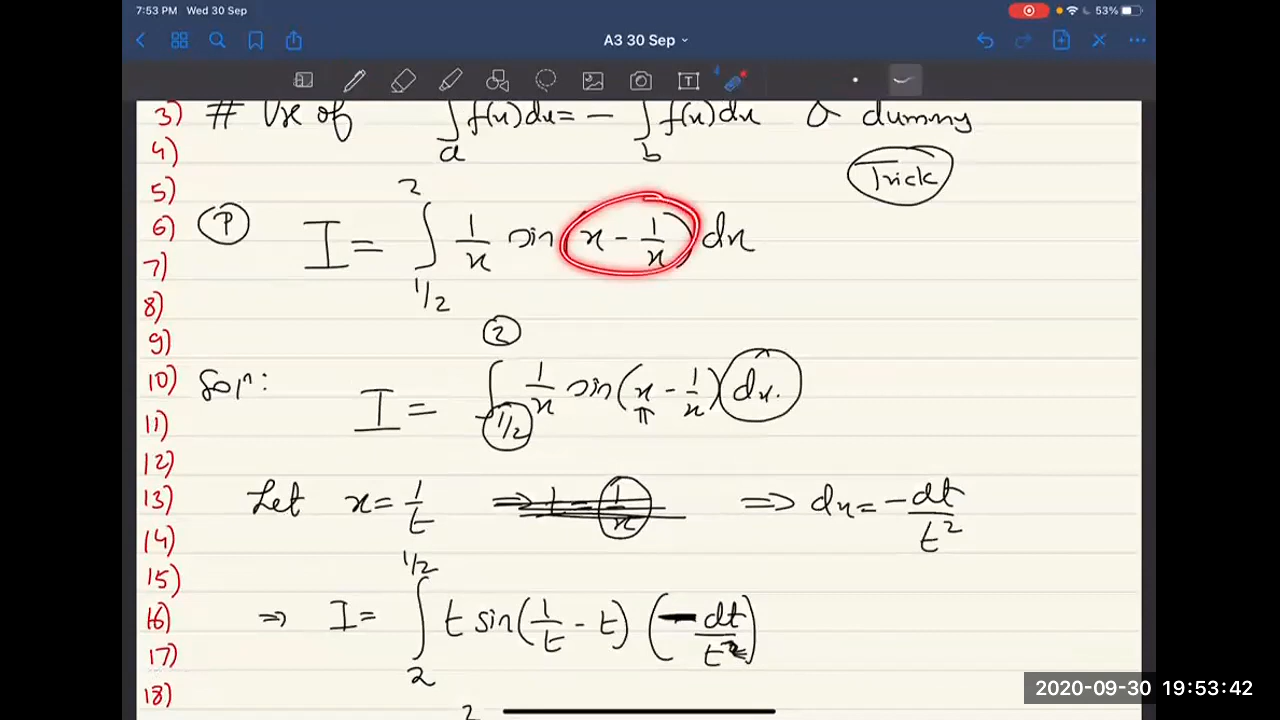 7:53 PM Wed 30 Sep 53%
A3 30 Sep
3) # Use of ∫_a f(x)dx = - ∫_b f(x)dx & dummy
4)
5) Trick
6) (P) I = ∫_{1/2}^{2} 1/x sin(x - 1/x) dx
7)
8)
9)
10) Solⁿ: I = ∫_{1/2}^{2} 1/x sin(x - 1/x) dx.
11)
12)
13) Let x = 1/t ⇒ t = 1/x ⇒ dx = -dt/t²
14)
15)
16) ⇒ I = ∫_{2}^{1/2} t sin(1/t - t) (-dt/t²)
17)
18)
2
2020-09-30 19:53:42